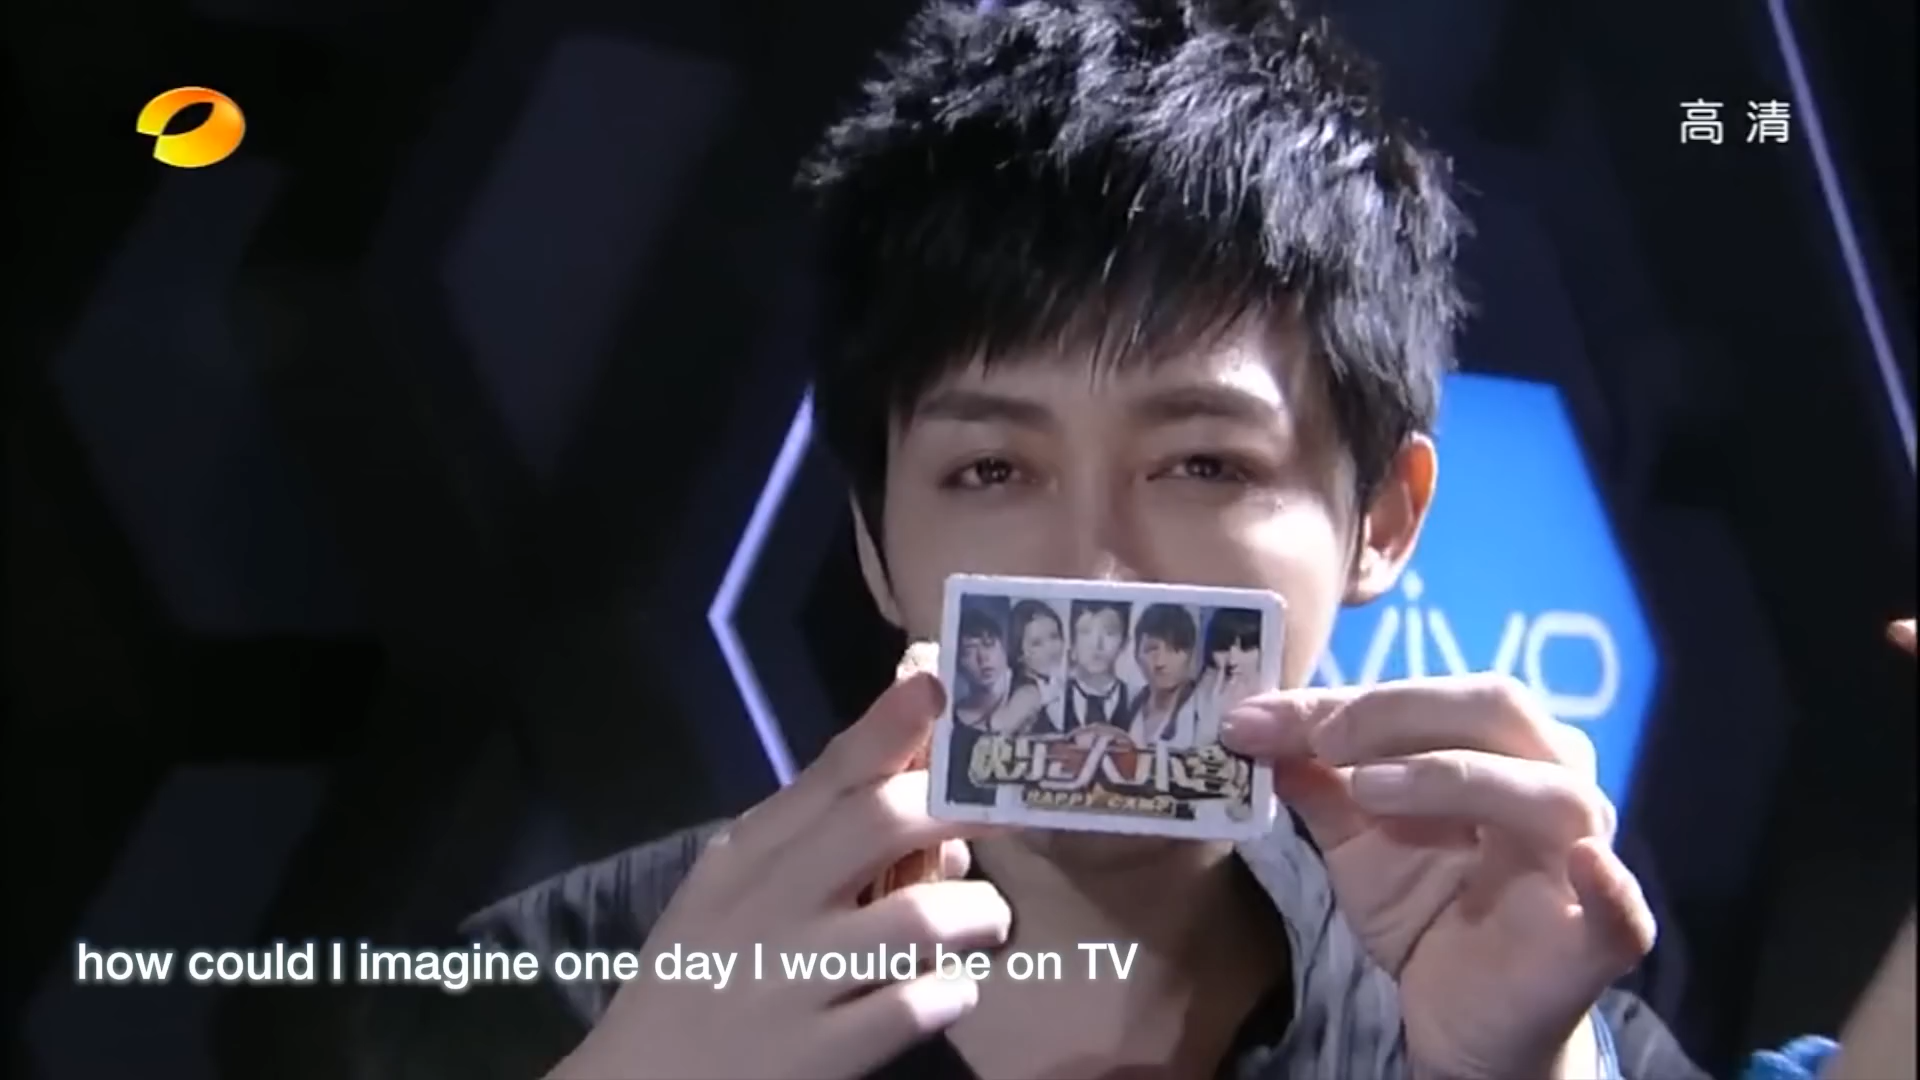 高清
vivo
快乐大本营
HAPPY CAMP
how could I imagine one day I would be on TV